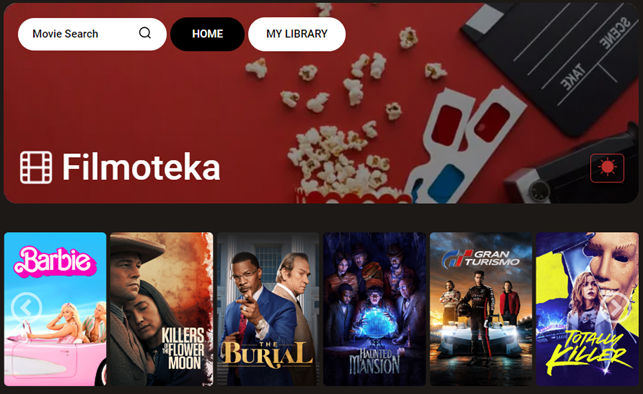 Movie Search
HOME
MY LIBRARY
SCENE
TAKE
Filmoteka
Barbie
KILLERS
OF THE FLOWER
MOON
THE
BURIAL
HAUNTED
MANSION
GRAN
TURISMO
TOTALLY
KILLER